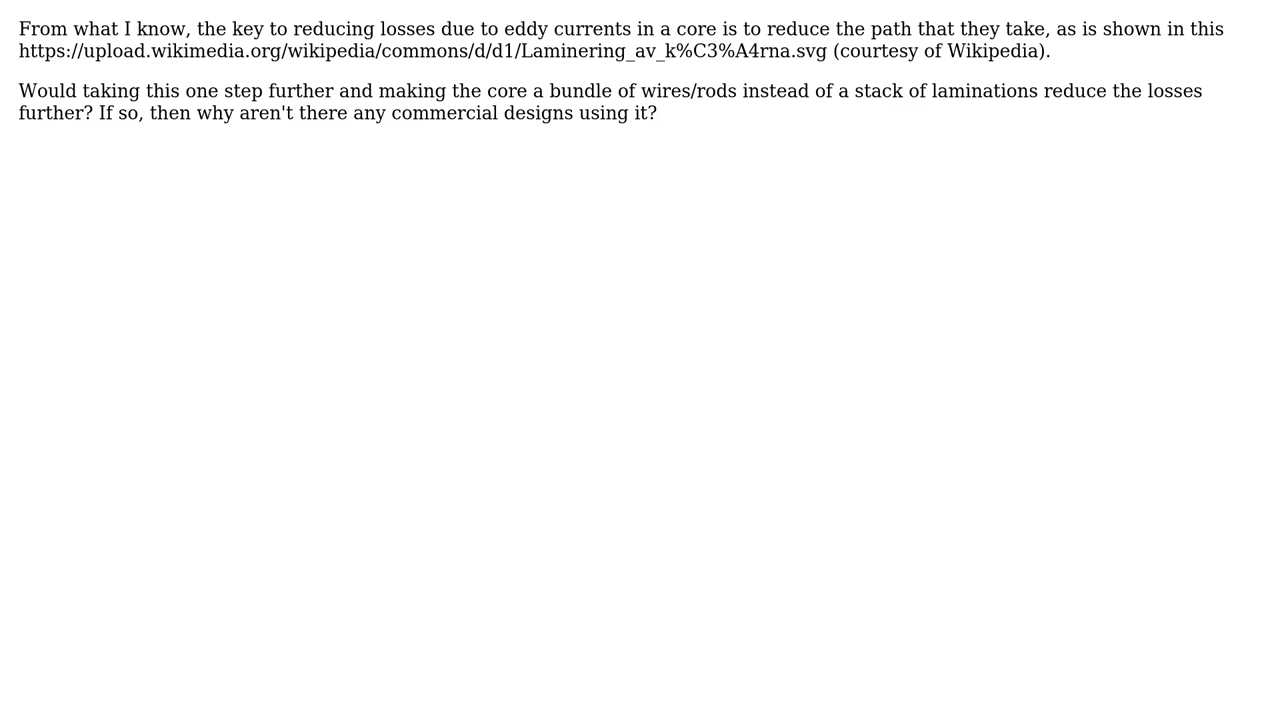 From what I know, the key to reducing losses due to eddy currents in a core is to reduce the path that they take, as is shown in this
https://upload.wikimedia.org/wikipedia/commons/d/d1/Laminering_av_k%C3%A4rna.svg (courtesy of Wikipedia).
Would taking this one step further and making the core a bundle of wires/rods instead of a stack of laminations reduce the losses
further? If so, then why aren't there any commercial designs using it?